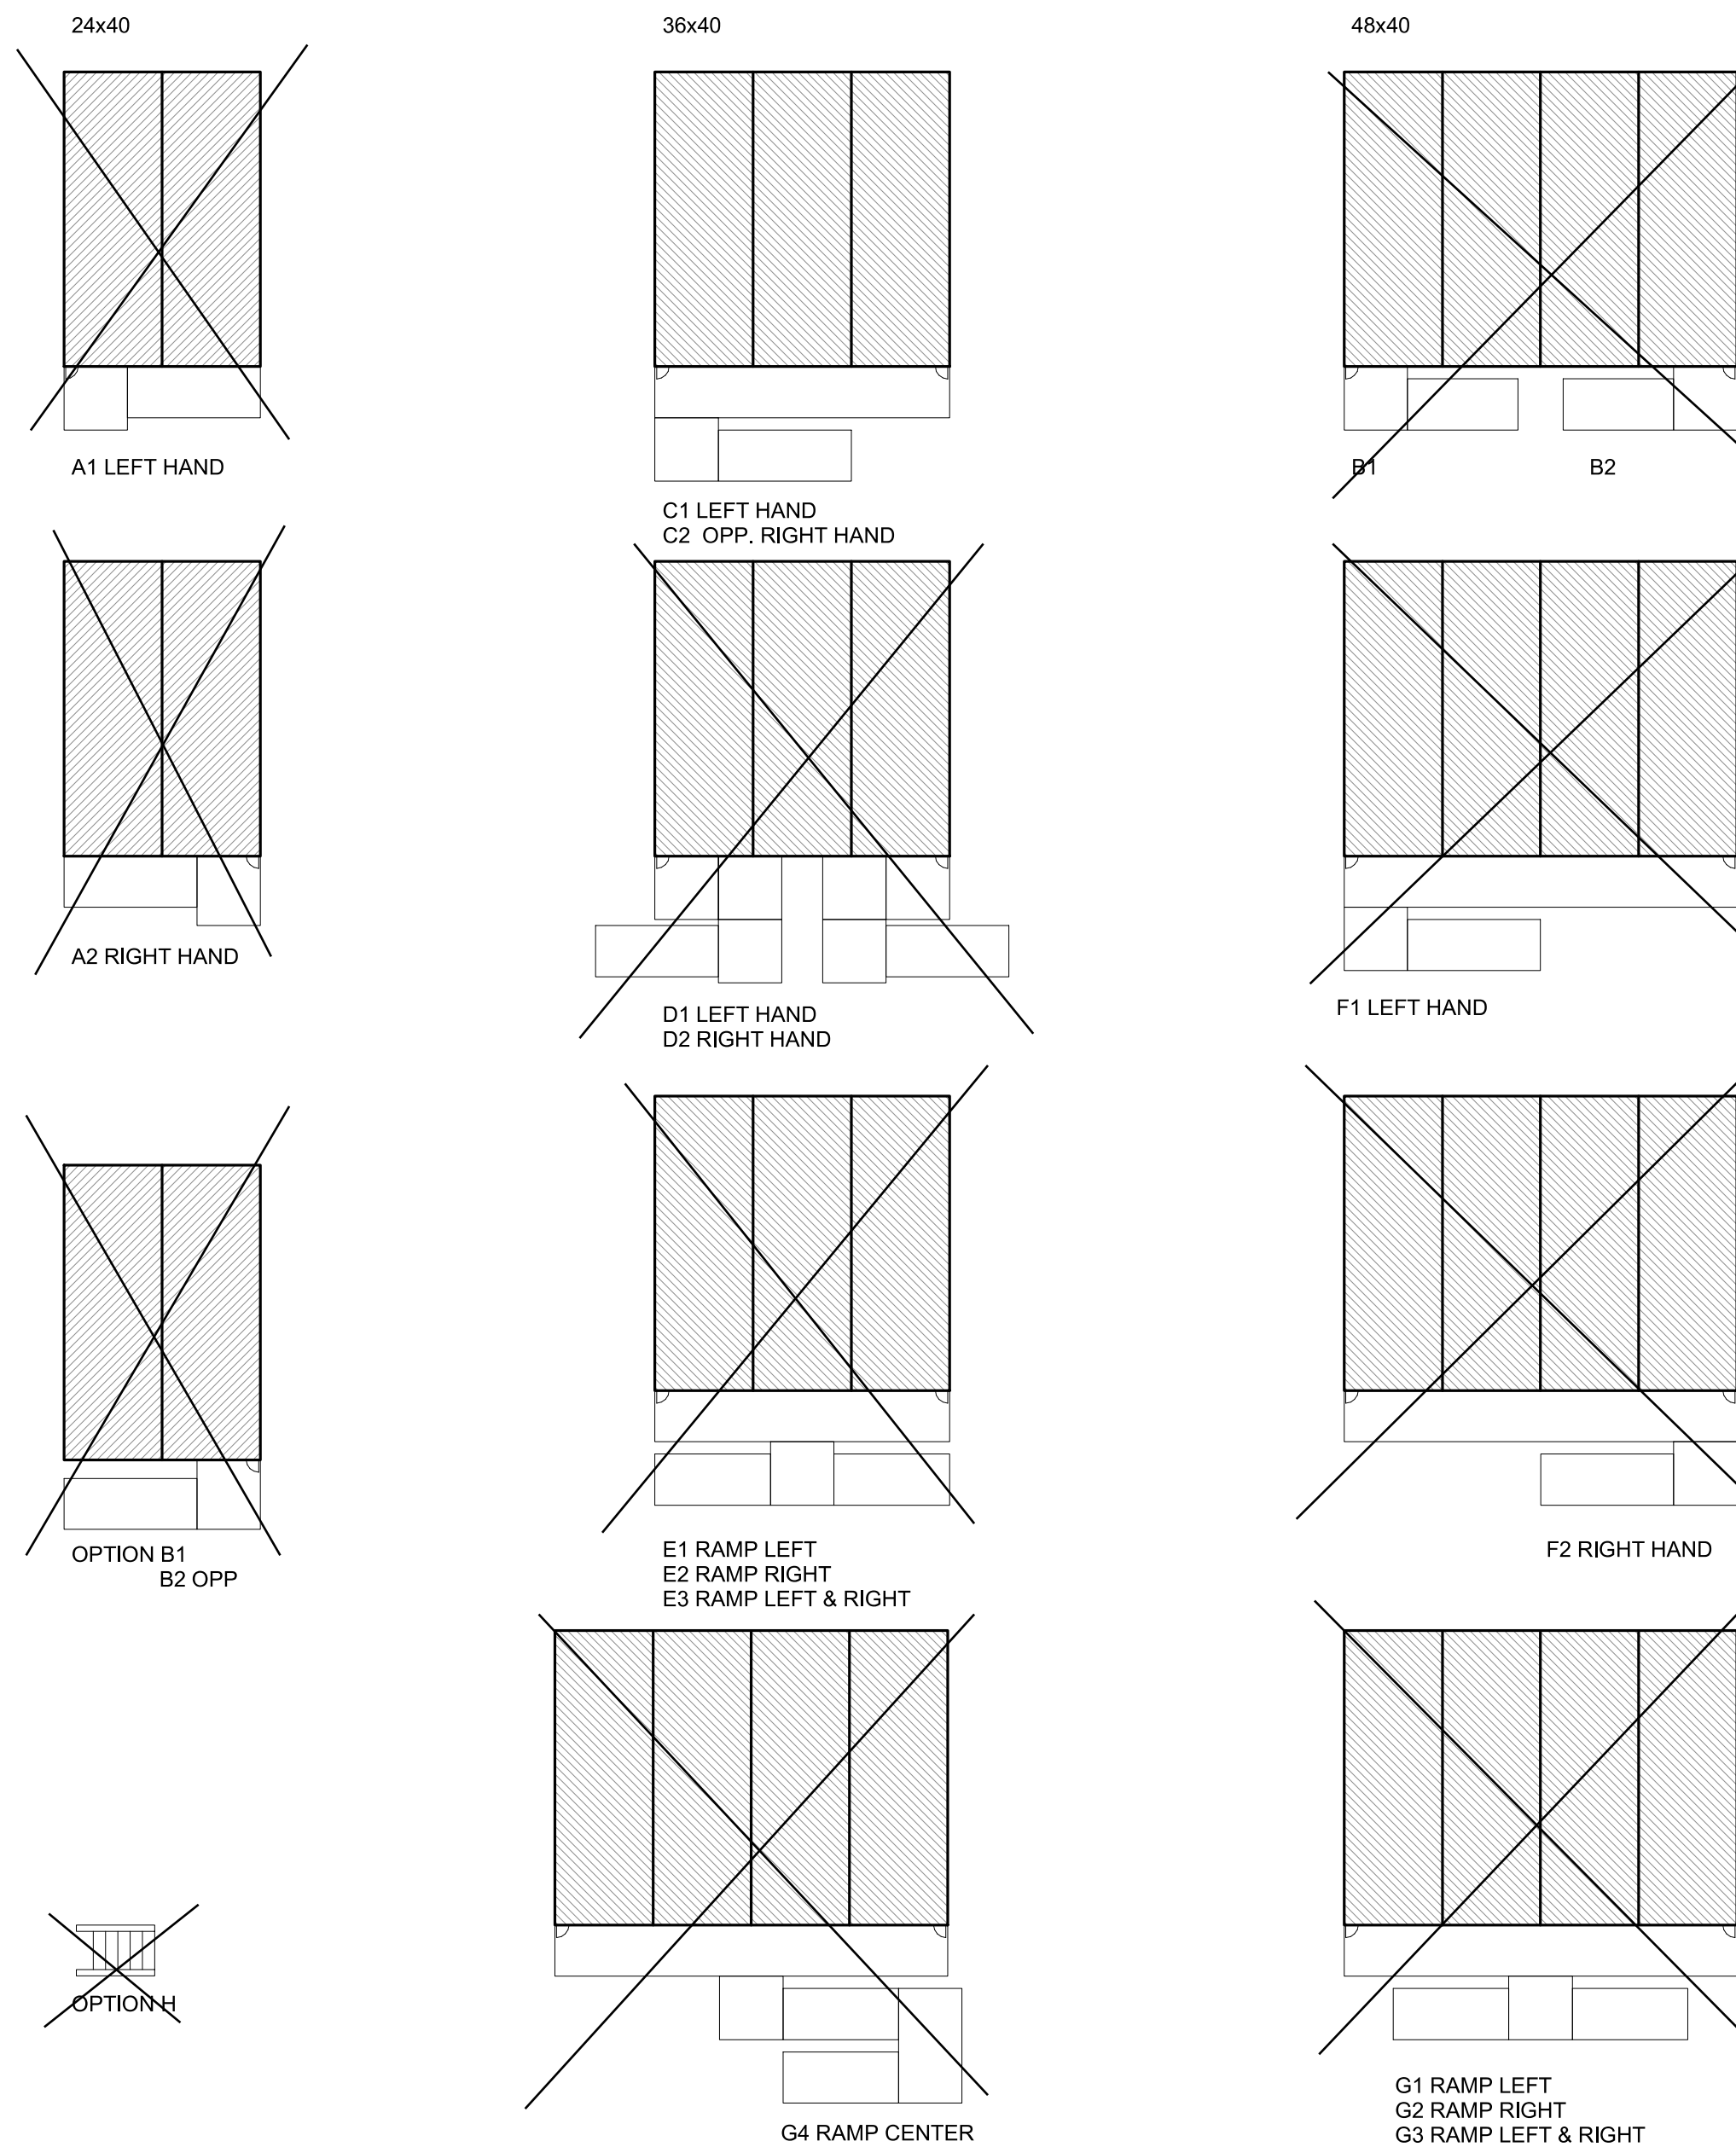 24x40
36x40
48x40
A1 LEFT HAND
C1 LEFT HAND
C2 OPP. RIGHT HAND
B1
B2
A2 RIGHT HAND
D1 LEFT HAND
D2 RIGHT HAND
F1 LEFT HAND
OPTION B1
B2 OPP
E1 RAMP LEFT
E2 RAMP RIGHT
E3 RAMP LEFT & RIGHT
F2 RIGHT HAND
OPTION H
G4 RAMP CENTER
G1 RAMP LEFT
G2 RAMP RIGHT
G3 RAMP LEFT & RIGHT